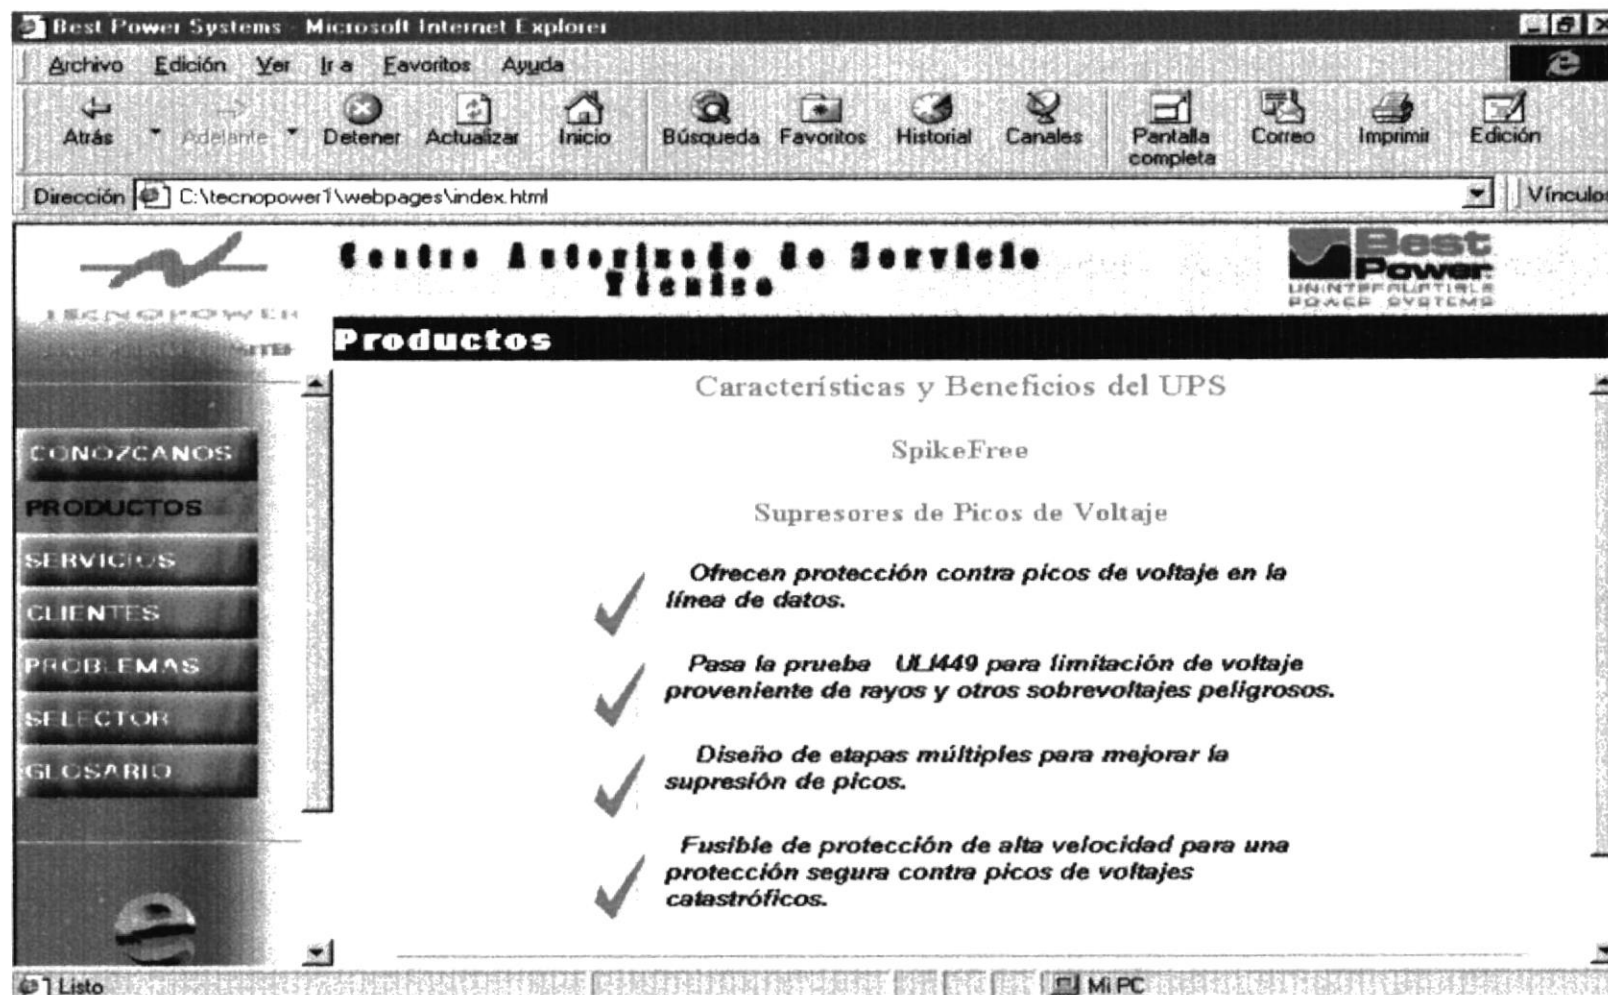 Best Power Systems - Microsoft Internet Explorer
Archivo Edición Ver Ir a Favoritos Ayuda
Atrás Adelante Detener Actualizar Inicio Búsqueda Favoritos Historial Canales Pantalla completa Correo Imprimir Edición
Dirección C:\tecnopower1\webpages\index.html Vínculos
TECNOPOWER
Centro Autorizado de Servicio
Técnico
Best
Power
UNINTERRUPTIBLE
POWER SYSTEMS
Productos
CONOZCANOS
PRODUCTOS
SERVICIOS
CLIENTES
PROBLEMAS
SELECTOR
GLOSARIO
Características y Beneficios del UPS
SpikeFree
Supresores de Picos de Voltaje
Ofrecen protección contra picos de voltaje en la
línea de datos.
Pasa la prueba UL1449 para limitación de voltaje
proveniente de rayos y otros sobrevoltajes peligrosos.
Diseño de etapas múltiples para mejorar la
supresión de picos.
Fusible de protección de alta velocidad para una
protección segura contra picos de voltajes
catastróficos.
Listo Mi PC